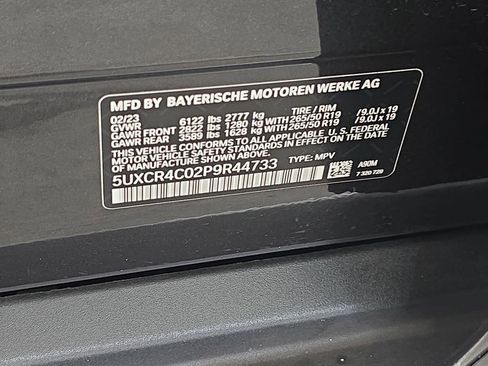 MFD BY BAYERISCHE MOTOREN WERKE AG
02/23 TIRE / RIM
GVWR 6122 lbs 2777 kg
GAWR FRONT 2822 lbs 1280 kg WITH 265/50 R19 /9.0J x 19
GAWR REAR 3589 lbs 1628 kg WITH 265/50 R19 /9.0J x 19
THIS VEHICLE CONFORMS TO ALL APPLICABLE U.S. FEDERAL
MOTOR VEHICLE SAFETY STANDARDS IN EFFECT ON THE
DATE OF MANUFACTURE SHOWN ABOVE.
5UXCR4C02P9R44733 TYPE: MPV
A90M
7 320 729